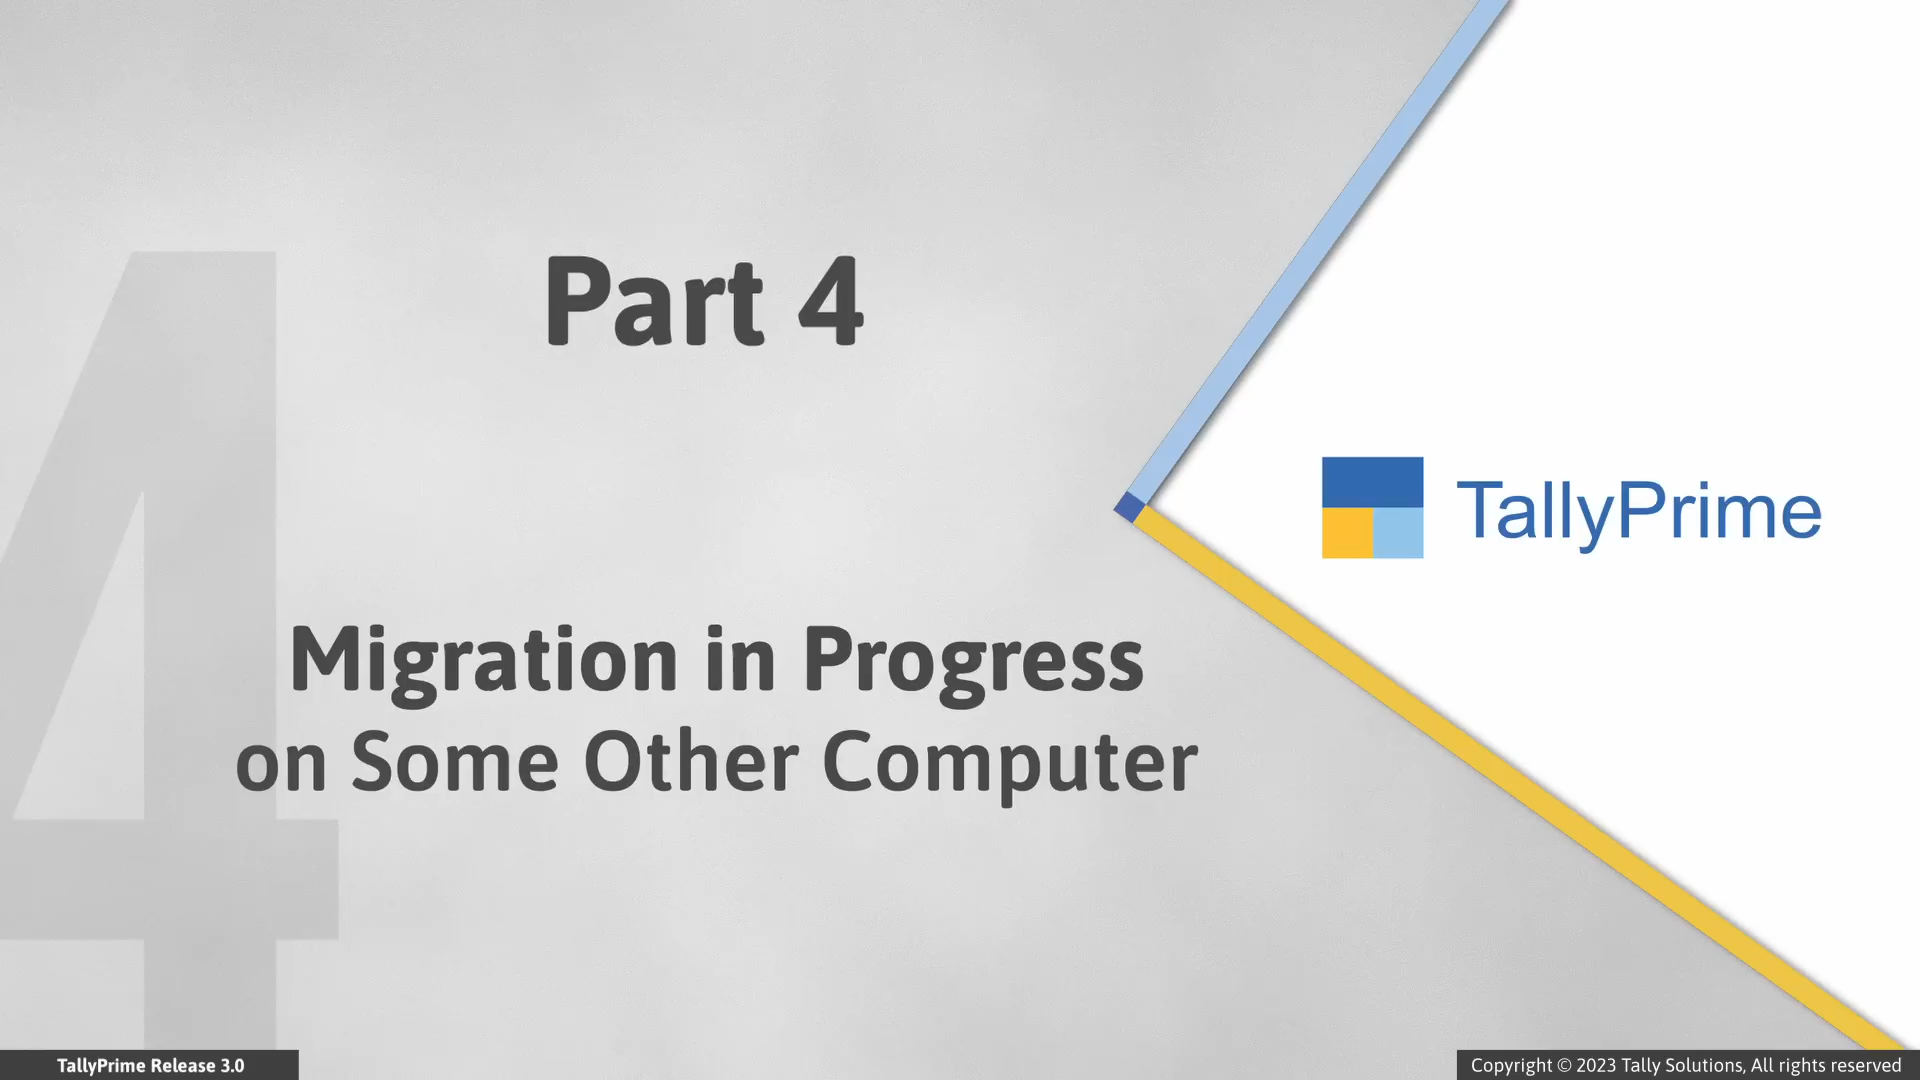 4
Part 4
Migration in Progress
on Some Other Computer
TallyPrime
TallyPrime Release 3.0
Copyright © 2023 Tally Solutions, All rights reserved